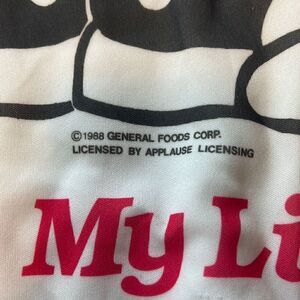 ©1988 GENERAL FOODS CORP.
LICENSED BY APPLAUSE LICENSING
My Li